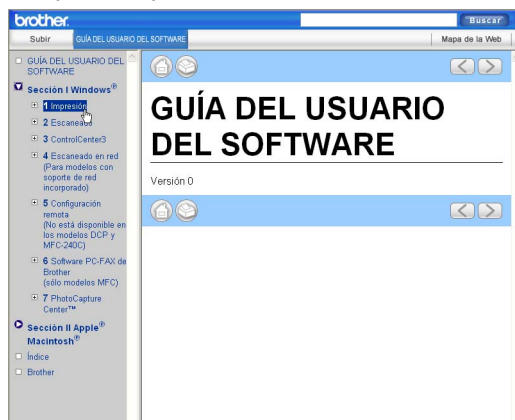 brother.
Buscar
Subir
GUÍA DEL USUARIO DEL SOFTWARE
Mapa de la Web
GUÍA DEL USUARIO DEL
SOFTWARE
Sección I Windows®
1 Impresión
2 Escaneado
3 ControlCenter3
4 Escaneado en red
(Para modelos con
soporte de red
incorporado)
5 Configuración
remota
(No está disponible en
los modelos DCP y
MFC-240C)
6 Software PC-FAX de
Brother
(sólo modelos MFC)
7 PhotoCapture
Center™
Sección II Apple®
Macintosh®
Índice
Brother
GUÍA DEL USUARIO
DEL SOFTWARE
Versión 0